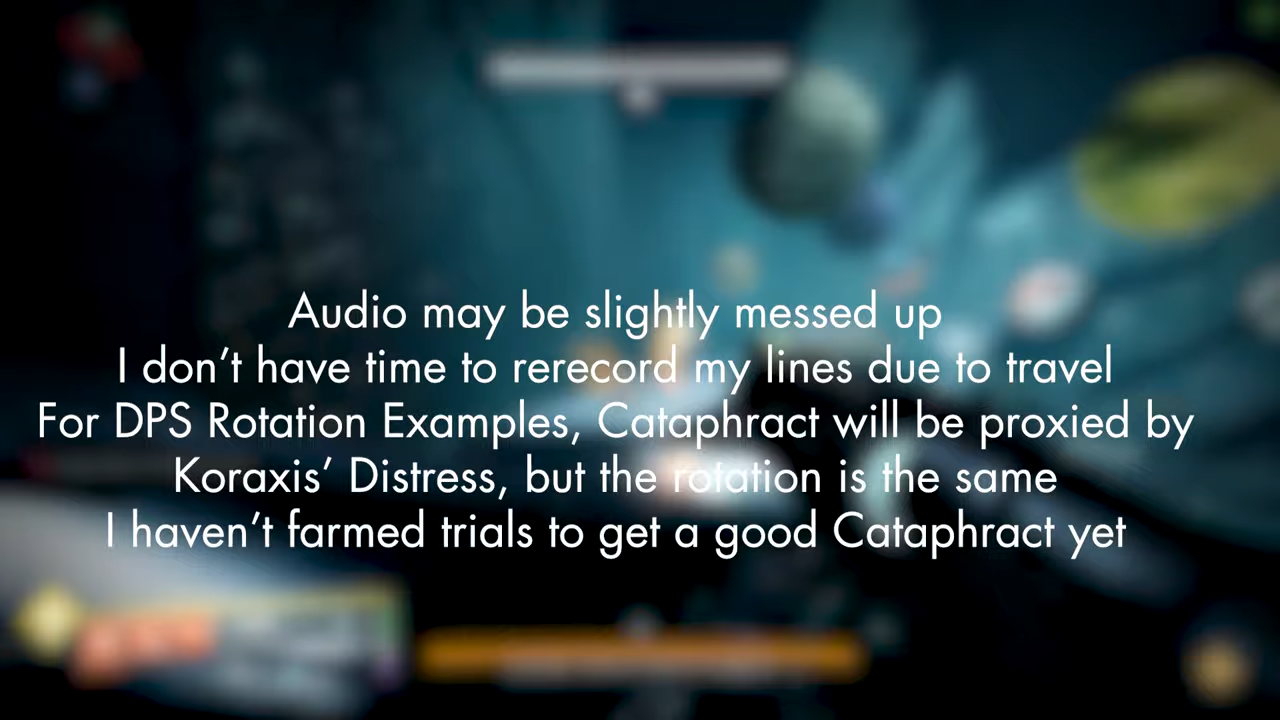 Audio may be slightly messed up
I don't have time to rerecord my lines due to travel
For DPS Rotation Examples, Cataphract will be proxied by
Koraxis' Distress, but the rotation is the same
I haven't farmed trials to get a good Cataphract yet